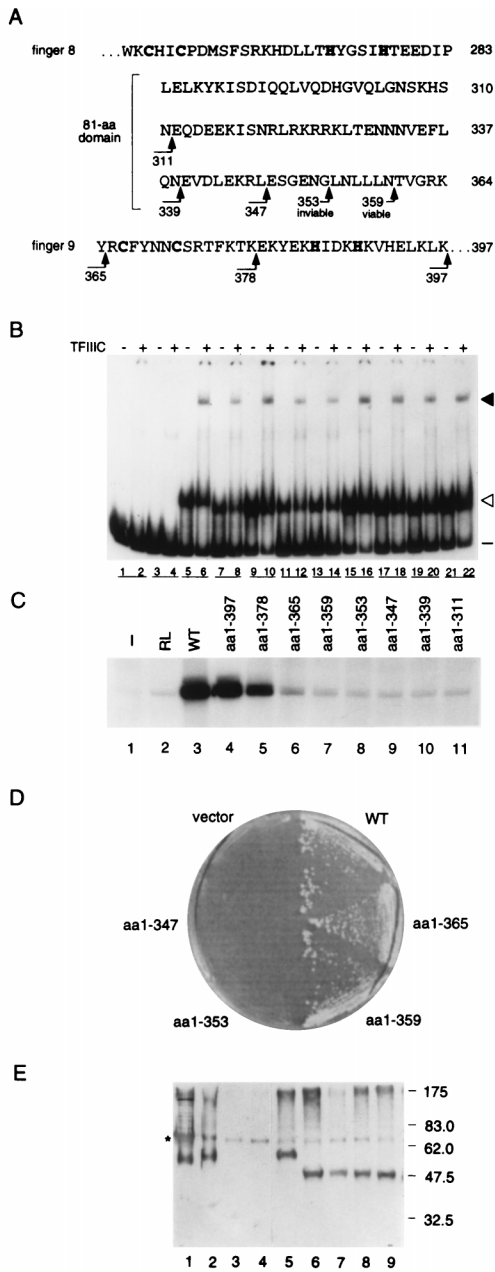 A
finger 8 ...WKCHICPDMSFSRKHDLLTHYGSIHTEEDIP 283
LELKYKISDIQQLVQDHGVQLGNSKHS 310
81-aa domain
NEQDEEKISNRLRKRRKLTENNNVEFL 337
311
QNEVDLEKRLESGENGLNLLLNTVGRK 364
339 347 353 359
inviable viable
finger 9 YRCFYNNCSRTFKTKEKYEKHIDKHKVHELKLK...397
365 378 397
B
TFIIIC - + - + - + - + - + - + - + - + - + - + - +
1 2 3 4 5 6 7 8 9 10 11 12 13 14 15 16 17 18 19 20 21 22
C
– RL WT aa1-397 aa1-378 aa1-365 aa1-359 aa1-353 aa1-347 aa1-339 aa1-311
1 2 3 4 5 6 7 8 9 10 11
D
vector WT
aa1-347 aa1-365
aa1-353 aa1-359
E
175
83.0
* 62.0
47.5
32.5
1 2 3 4 5 6 7 8 9